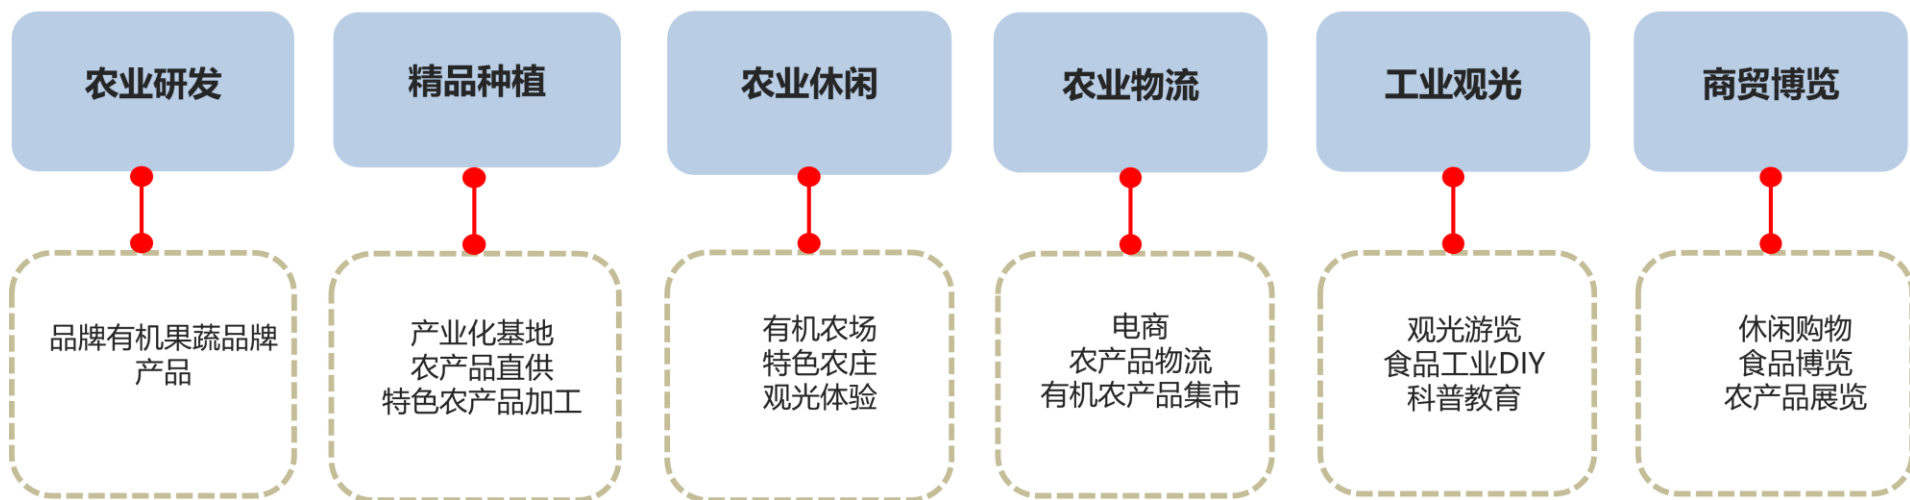 农业研发
精品种植
农业休闲
农业物流
工业观光
商贸博览
品牌有机果蔬品牌
产品
产业化基地
农产品直供
特色农产品加工
有机农场
特色农庄
观光体验
电商
农产品物流
有机农产品集市
观光游览
食品工业DIY
科普教育
休闲购物
食品博览
农产品展览